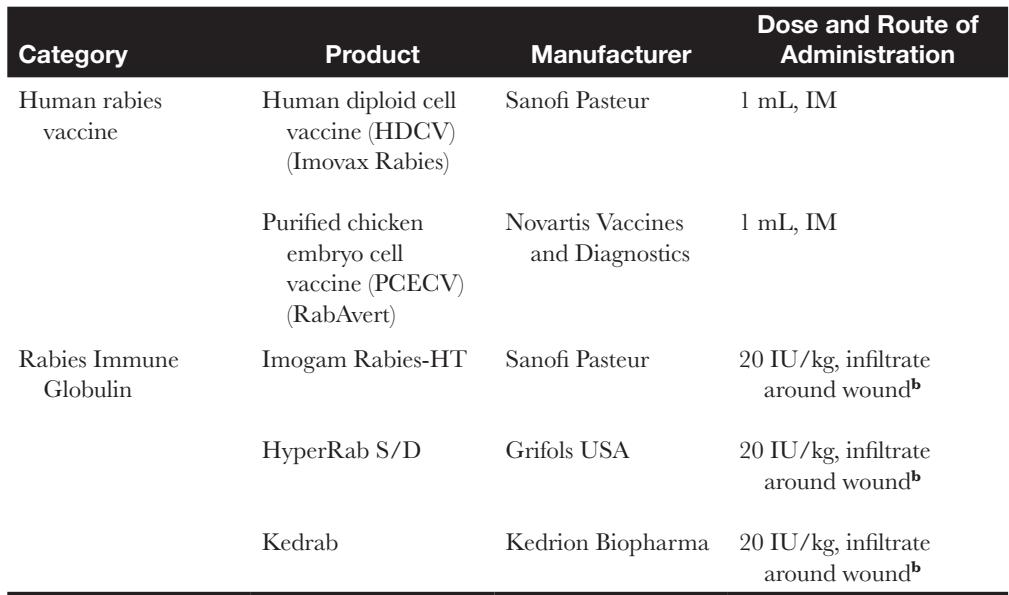 Category Product Manufacturer Dose and Route of Administration
Human rabies vaccine Human diploid cell vaccine (HDCV) (Imovax Rabies) Sanofi Pasteur 1 mL, IM
Purified chicken embryo cell vaccine (PCECV) (RabAvert) Novartis Vaccines and Diagnostics 1 mL, IM
Rabies Immune Globulin Imogam Rabies-HT Sanofi Pasteur 20 IU/kg, infiltrate around wound^b
HyperRab S/D Grifols USA 20 IU/kg, infiltrate around wound^b
Kedrab Kedrion Biopharma 20 IU/kg, infiltrate around wound^b